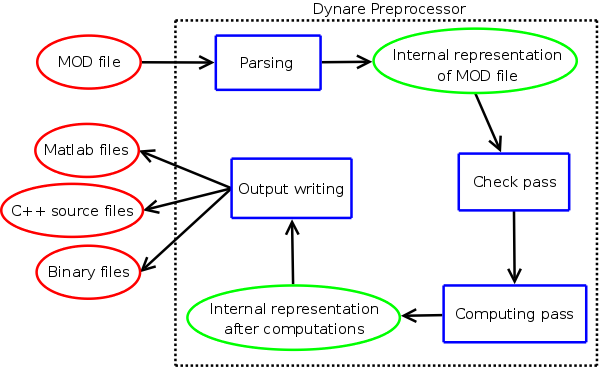 Dynare Preprocessor
MOD file
Parsing
Internal representation
of MOD file
Matlab files
C++ source files
Binary files
Output writing
Check pass
Internal representation
after computations
Computing pass